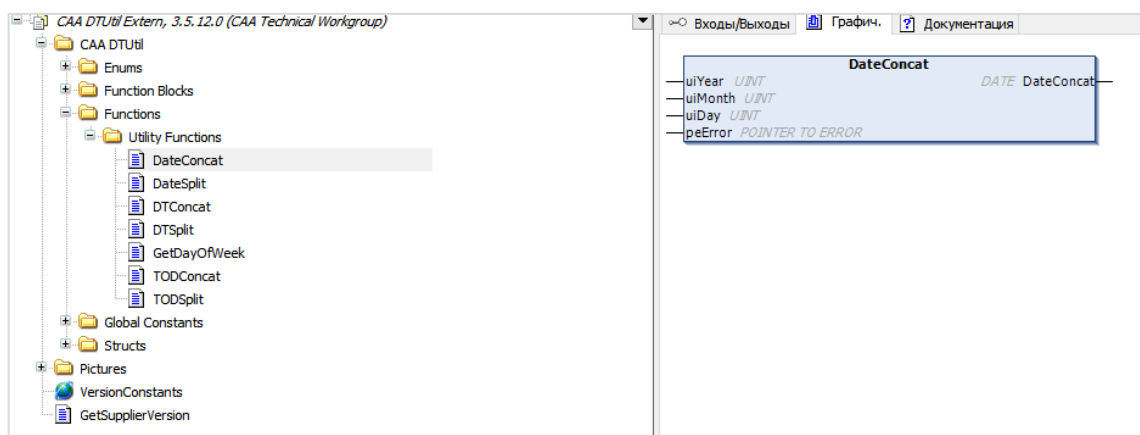 CAA DTUtil Extern, 3.5.12.0 (CAA Technical Workgroup)
CAA DTUtil
Enums
Function Blocks
Functions
Utility Functions
DateConcat
DateSplit
DTConcat
DTSplit
GetDayOfWeek
TODConcat
TODSplit
Global Constants
Structs
Pictures
VersionConstants
GetSupplierVersion
Входы/Выходы Графич. Документация
DateConcat
uiYear UINT DATE DateConcat
uiMonth UINT
uiDay UINT
peError POINTER TO ERROR